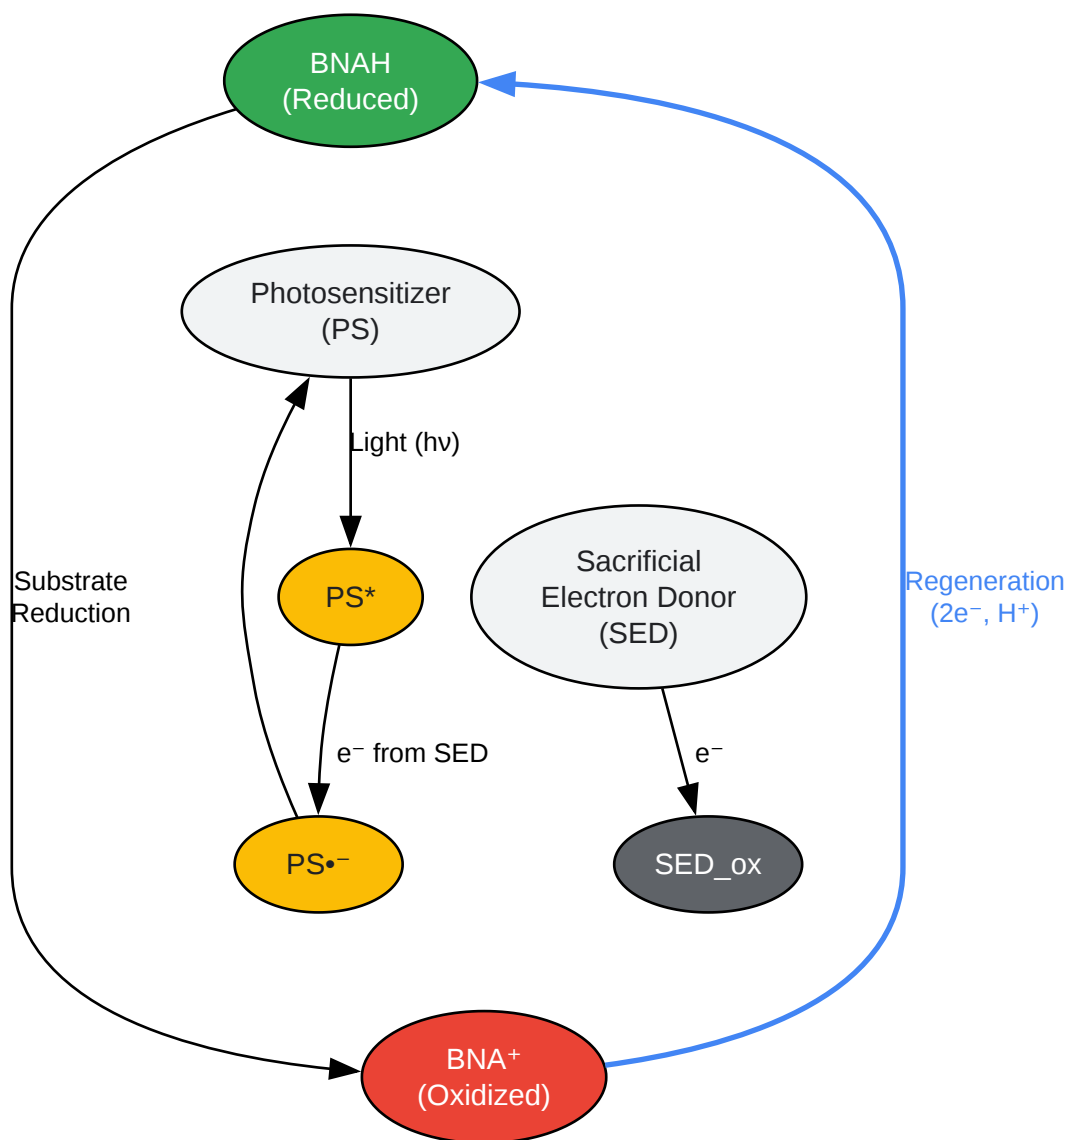 BNAH
(Reduced)
Photosensitizer
(PS)
Light (hν)
Substrate
Reduction
PS*
Sacrificial
Electron Donor
(SED)
Regeneration
(2e⁻, H⁺)
e⁻ from SED
e⁻
PS•⁻
SED_ox
BNA⁺
(Oxidized)